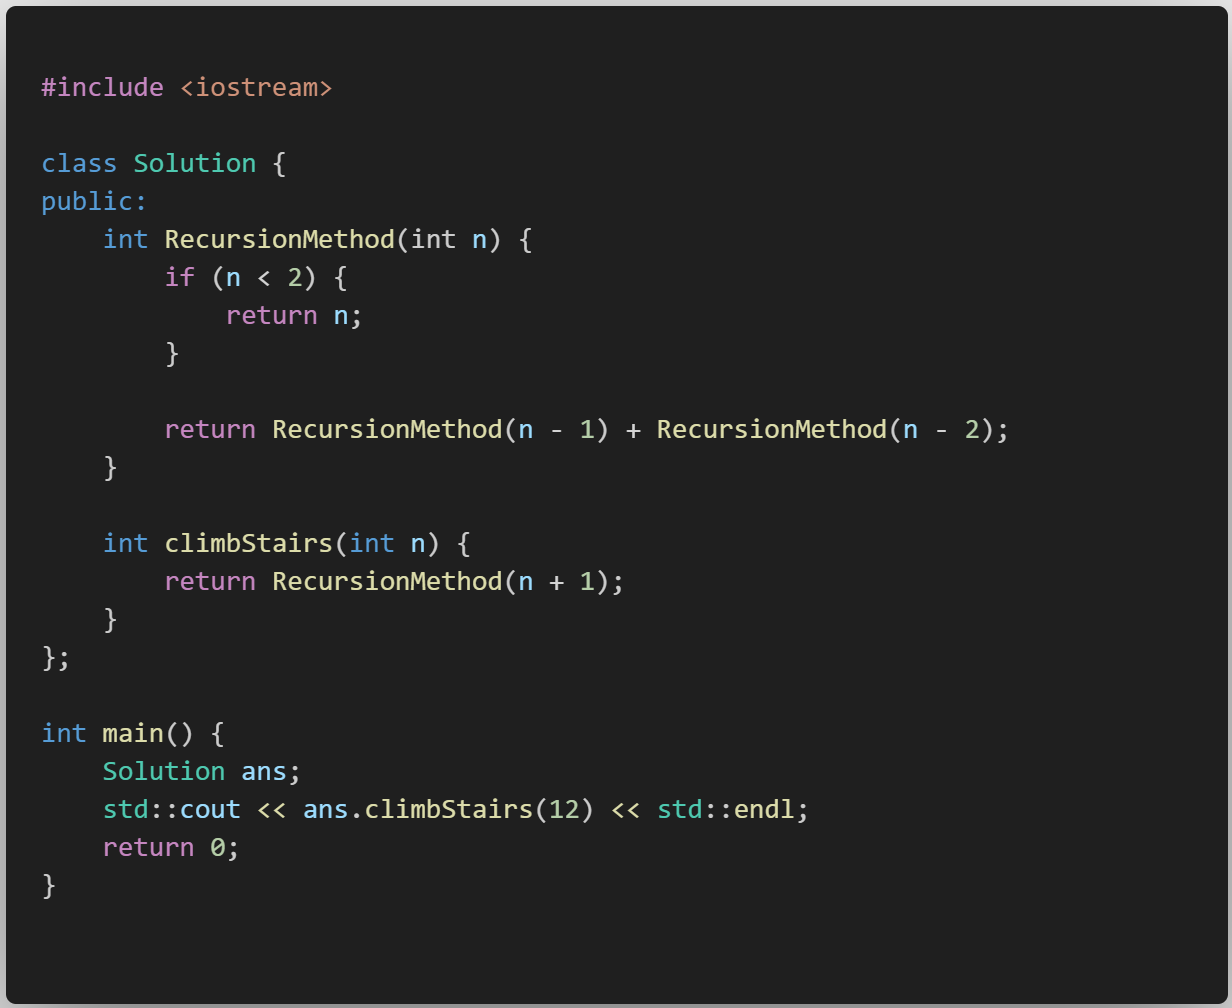 #include <iostream>
class Solution {
public:
    int RecursionMethod(int n) {
        if (n < 2) {
            return n;
        }
        return RecursionMethod(n - 1) + RecursionMethod(n - 2);
    }
    int climbStairs(int n) {
        return RecursionMethod(n + 1);
    }
};
int main() {
    Solution ans;
    std::cout << ans.climbStairs(12) << std::endl;
    return 0;
}